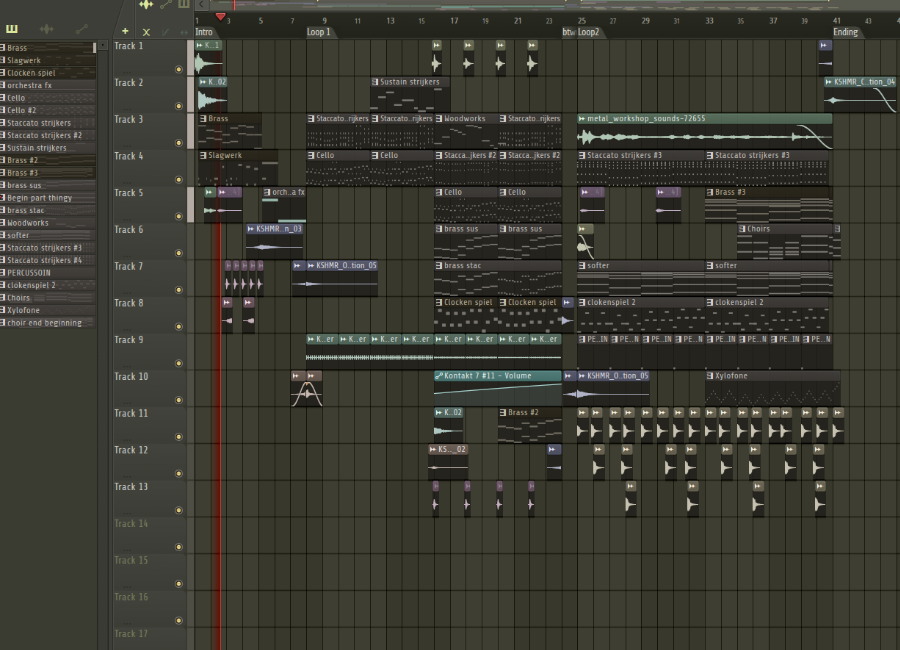 1 3 5 7 9 11 13 15 17 19 21 23 25 27 29 31 33 35 37 39 41 43
Intro Loop 1 btw Loop2 Ending
Brass
Slagwerk
Clocken spiel
orchestra fx
Cello
Cello #2
Staccato strijkers
Staccato strijkers #2
Sustain strijkers
Brass #2
Brass #3
brass sus
Begin part thingy
brass stac
Woodworks
softer
Staccato strijkers #3
Staccato strijkers #4
PERCUSSOIN
clokenspiel 2
Choirs
Xylofone
choir end beginning
Track 1
K..1
Track 2
K..02 Sustain strijkers KSHMR_C..tion_04
Track 3
Brass Staccato..rijkers Staccato..rijkers Woodworks Staccato..rijkers metal_workshop_sounds-72655
Track 4
Slagwerk Cello Cello Stacca..jkers #2 Stacca..jkers #2 Staccato strijkers #3 Staccato strijkers #3
Track 5
orch..a fx Cello Cello Brass #3
Track 6
KSHMR..n_03 brass sus brass sus Choirs
Track 7
KSHMR_O..tion_05 brass stac softer softer
Track 8
Clocken spiel Clocken spiel clokenspiel 2 clokenspiel 2
Track 9
K..er K..er K..er K..er K..er K..er K..er K..er PE..IN PE..N PE..IN PE..N PE..IN PE..N PE..IN PE..N
Track 10
Kontakt 7 #11 - Volume KSHMR_O..tion_05 Xylofone
Track 11
K..02 Brass #2
Track 12
KS.._02
Track 13
Track 14
Track 15
Track 16
Track 17